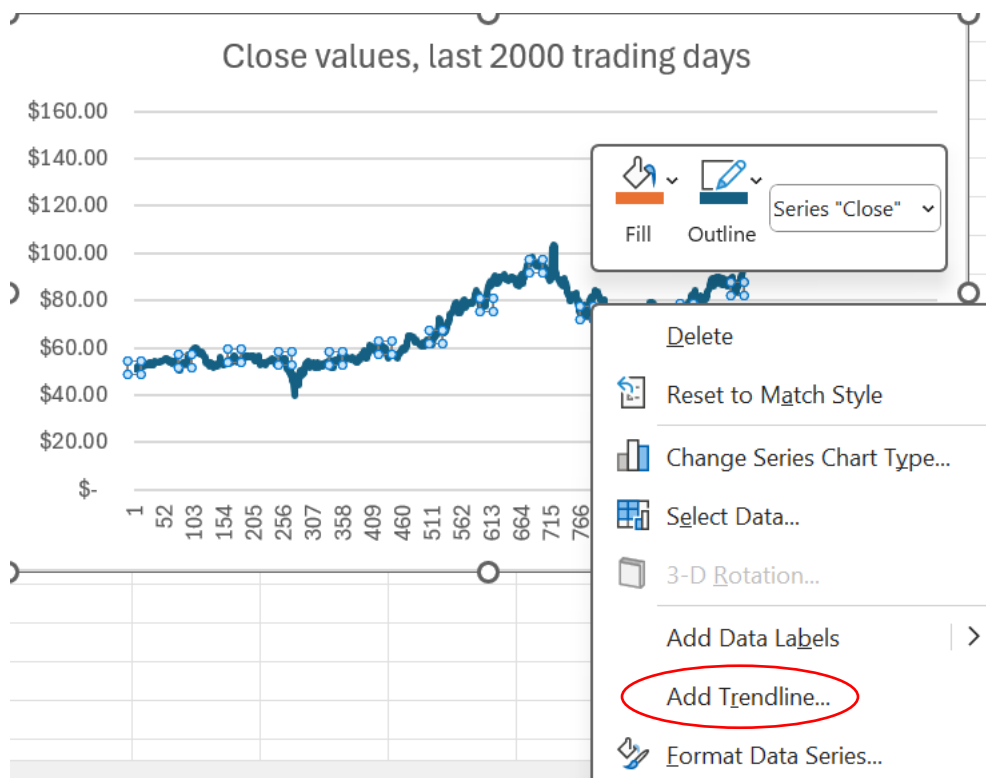 Close values, last 2000 trading days
$160.00
$140.00
$120.00
$100.00
$80.00
$60.00
$40.00
$20.00
$-
1 52 103 154 205 256 307 358 409 460 511 562 613 664 715 766
Fill Outline Series "Close"
Delete
Reset to Match Style
Change Series Chart Type...
Select Data...
3-D Rotation...
Add Data Labels
Add Trendline...
Format Data Series...